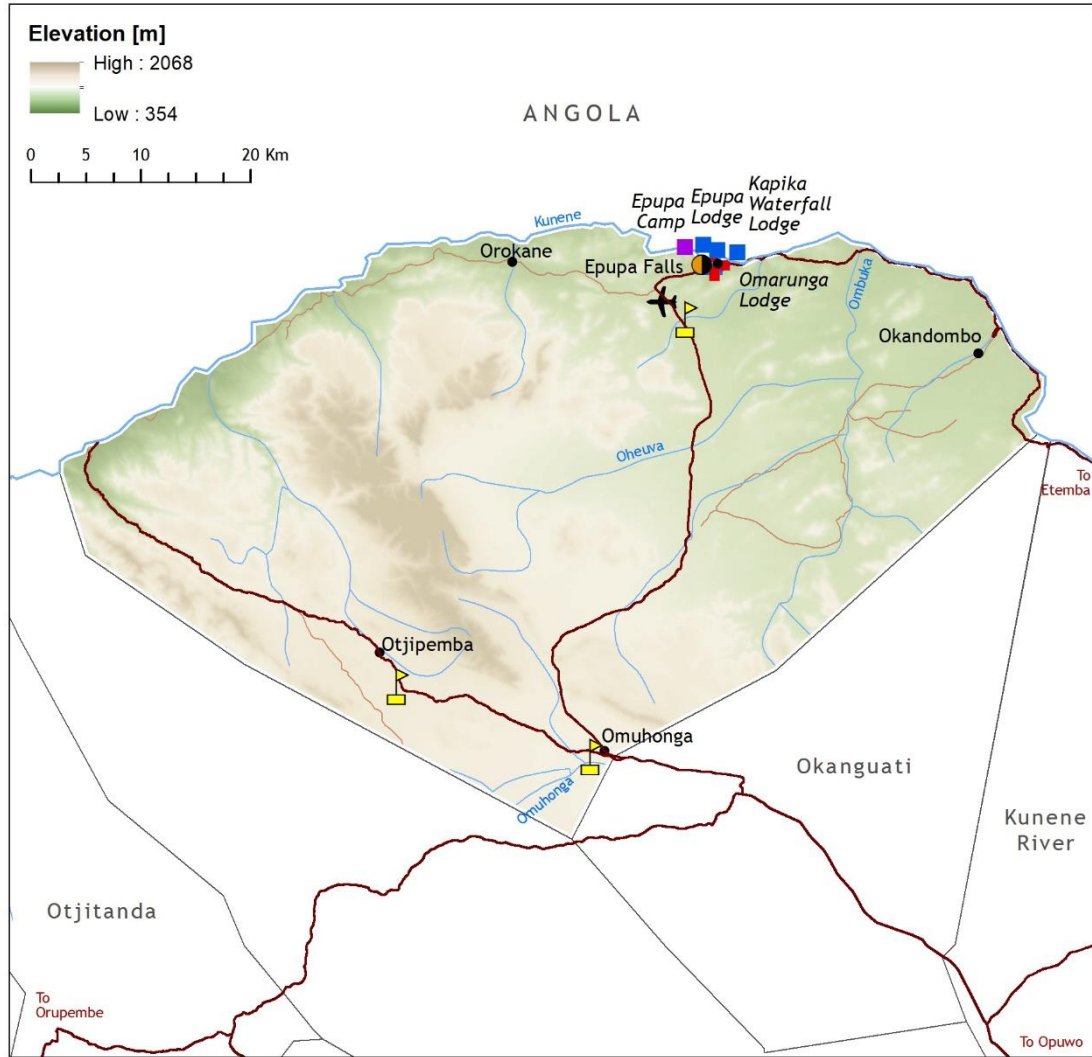 Elevation [m]
High : 2068
Low : 354
0 5 10 20 Km
ANGOLA
Kunene
Epupa
Camp
Epupa
Lodge
Kapika
Waterfall
Lodge
Orokane
Epupa Falls
Omarunga
Lodge
Ombuka
Okandombo
Oheuva
To
Etemba
Otjipemba
Omuhonga
Omuhonga
Okanguati
Kunene
River
Otjitanda
To
Orupembe
To Opuwo